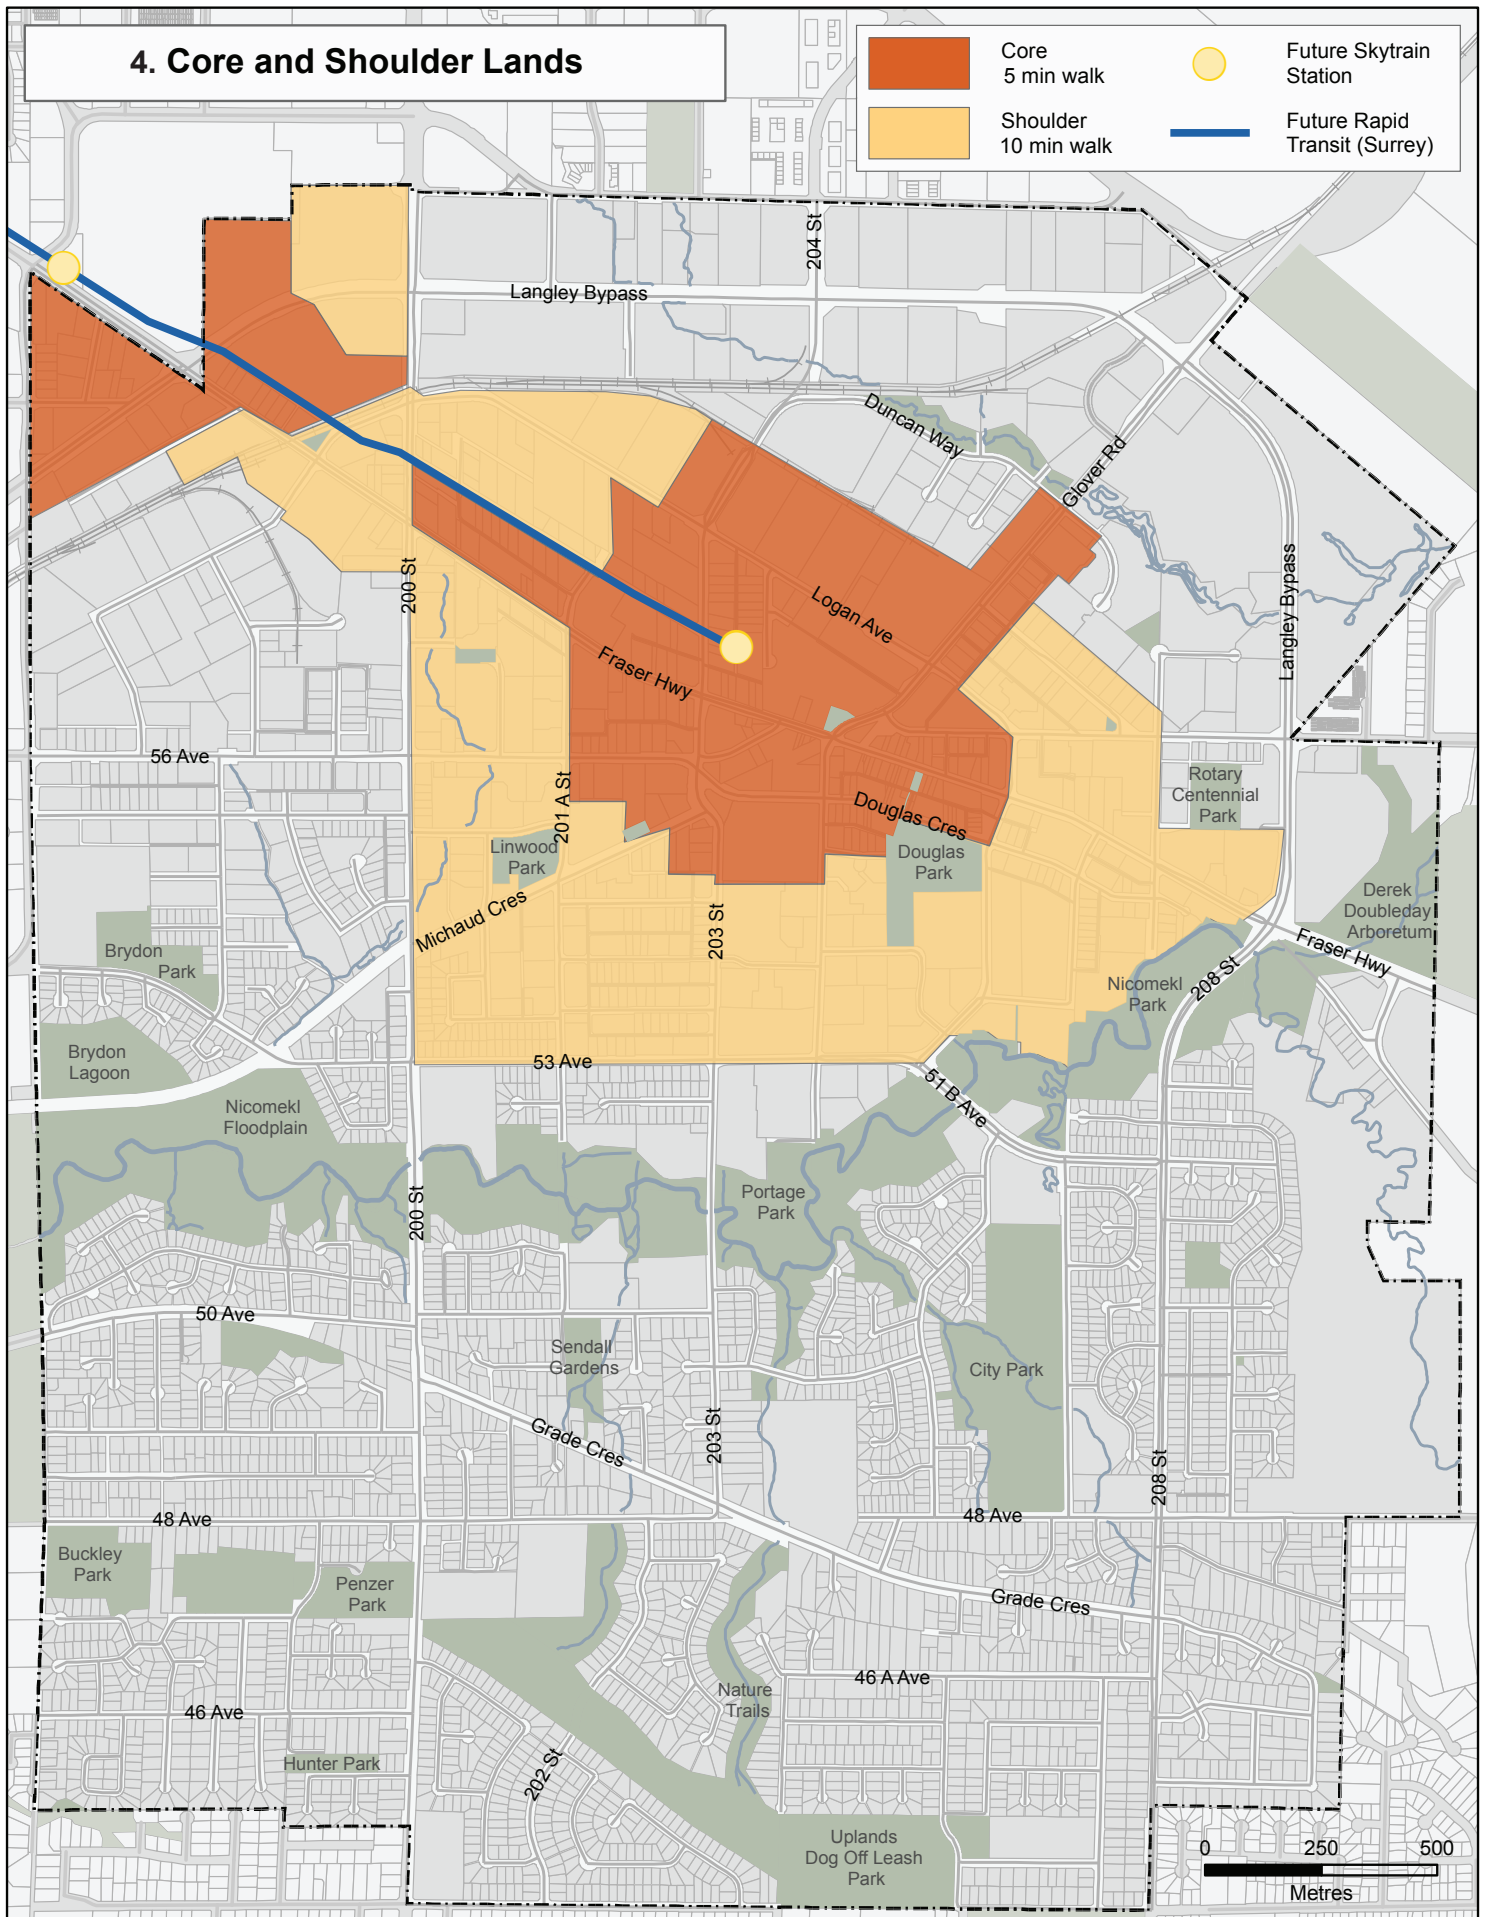 4. Core and Shoulder Lands
Core
5 min walk
Future Skytrain
Station
Shoulder
10 min walk
Future Rapid
Transit (Surrey)
204 St
Langley Bypass
Duncan Way
Glover Rd
Langley Bypass
200 St
Logan Ave
Fraser Hwy
56 Ave
201 A St
Rotary
Centennial
Park
Douglas Cres
Linwood
Park
Douglas
Park
Derek
Doubleday
Arboretum
Michaud Cres
203 St
Fraser Hwy
Brydon
Park
208 St
Nicomekl
Park
Brydon
Lagoon
53 Ave
51 B Ave
Nicomekl
Floodplain
200 St
Portage
Park
50 Ave
Sendall
Gardens
City Park
Grade Cres
203 St
208 St
48 Ave
48 Ave
Buckley
Park
Penzer
Park
Grade Cres
46 A Ave
Nature
Trails
46 Ave
Hunter Park
202 St
Uplands
Dog Off Leash
Park
0 250 500
Metres